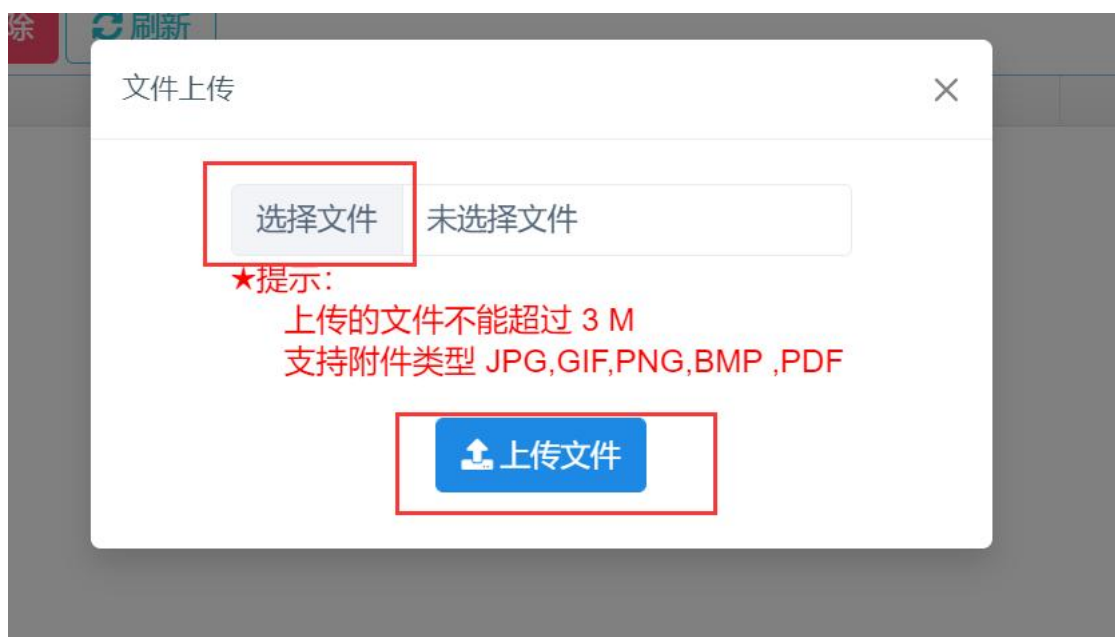 除 刷新
文件上传
选择文件 未选择文件
★提示：
上传的文件不能超过 3 M
支持附件类型 JPG,GIF,PNG,BMP ,PDF
上传文件